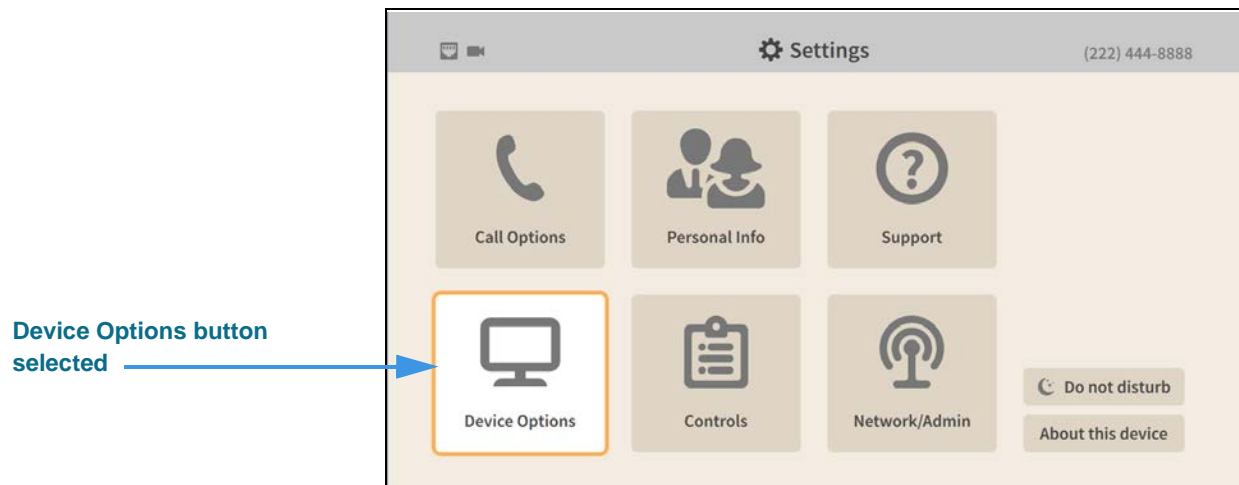 Settings
(222) 444-8888
Call Options
Personal Info
Support
Device Options button
selected
Device Options
Controls
Network/Admin
Do not disturb
About this device